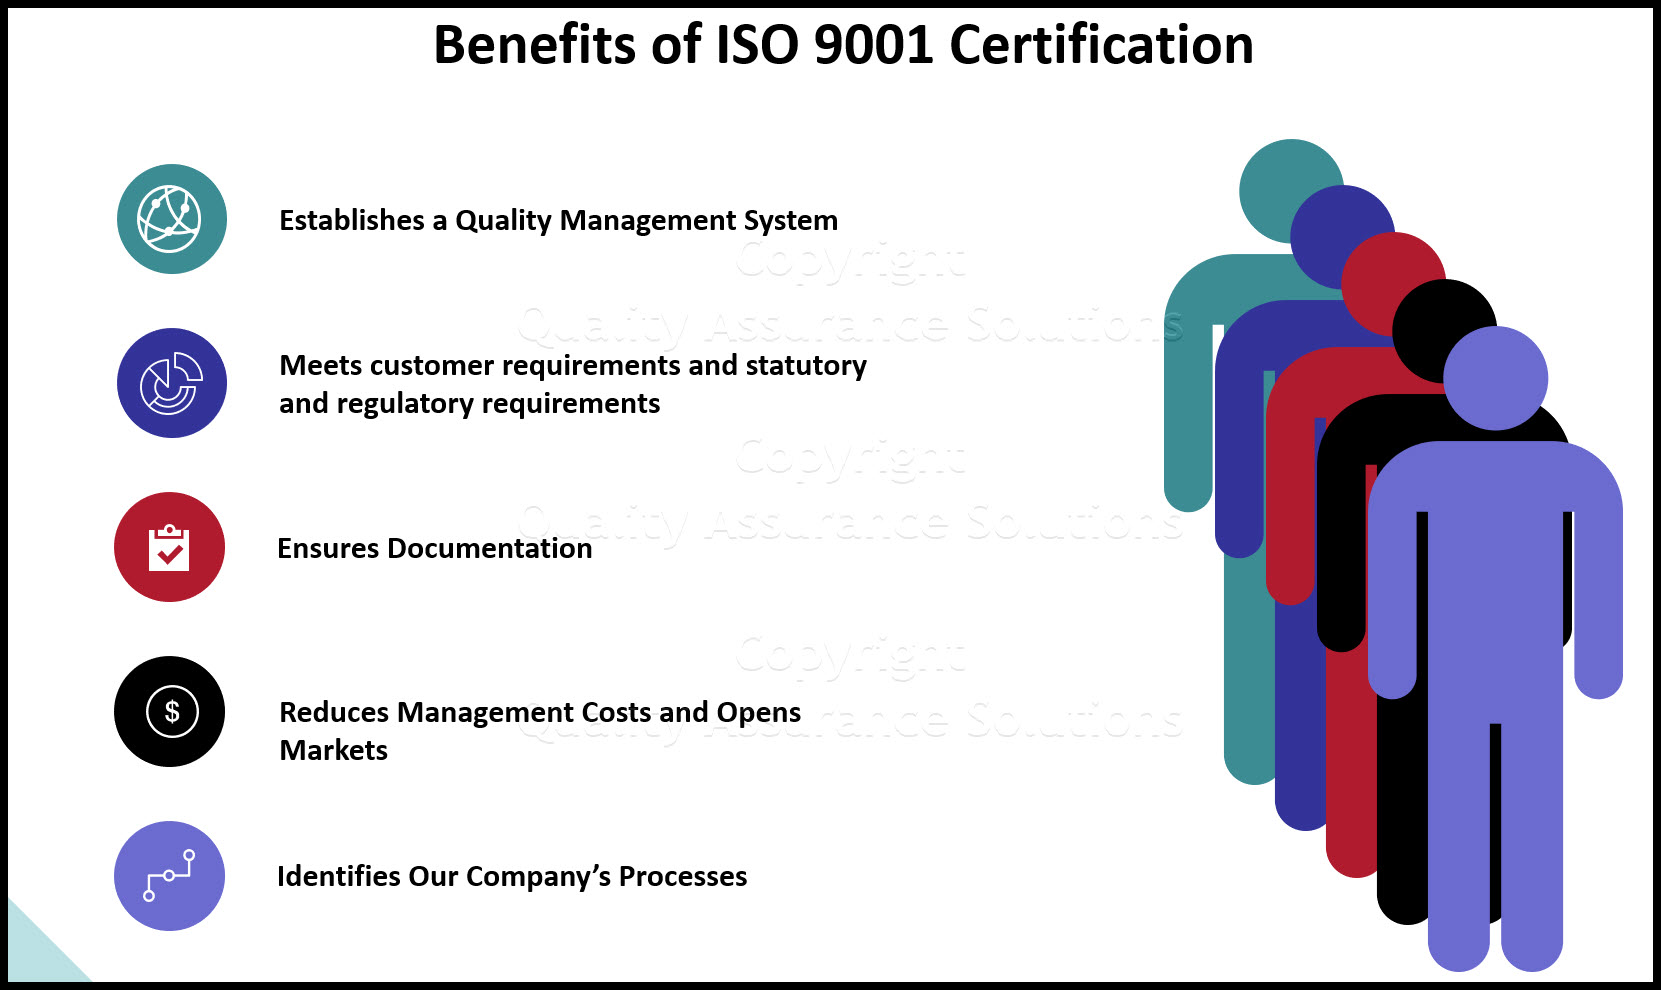 Benefits of ISO 9001 Certification
Establishes a Quality Management System
Copyright
Quality Assurance Solutions
Meets customer requirements and statutory
and regulatory requirements
Copyright
Quality Assurance Solutions
Ensures Documentation
Copyright
Quality Assurance Solutions
$
Reduces Management Costs and Opens
Markets
Identifies Our Company’s Processes